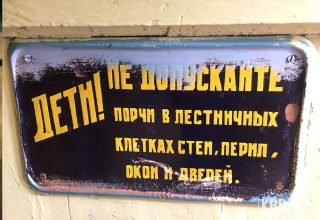 ДЕТИ! НЕ ДОПУСКАЙТЕ
ПОРЧИ В ЛЕСТНИЧНЫХ
КЛЕТКАХ СТЕН, ПЕРИЛ,
ОКОН И ДВЕРЕЙ.